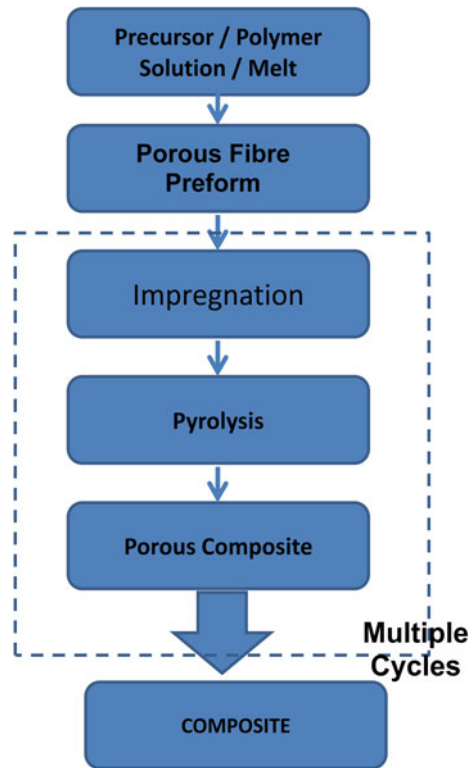 Precursor / Polymer
Solution / Melt
Porous Fibre
Preform
Impregnation
Pyrolysis
Porous Composite
Multiple
Cycles
COMPOSITE